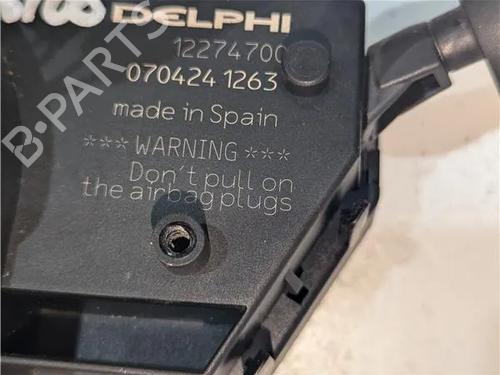 DELPHI
12274700
070424 1263
made in Spain
*** WARNING ***
Don't pull on
the airbag plugs
B-PARTS